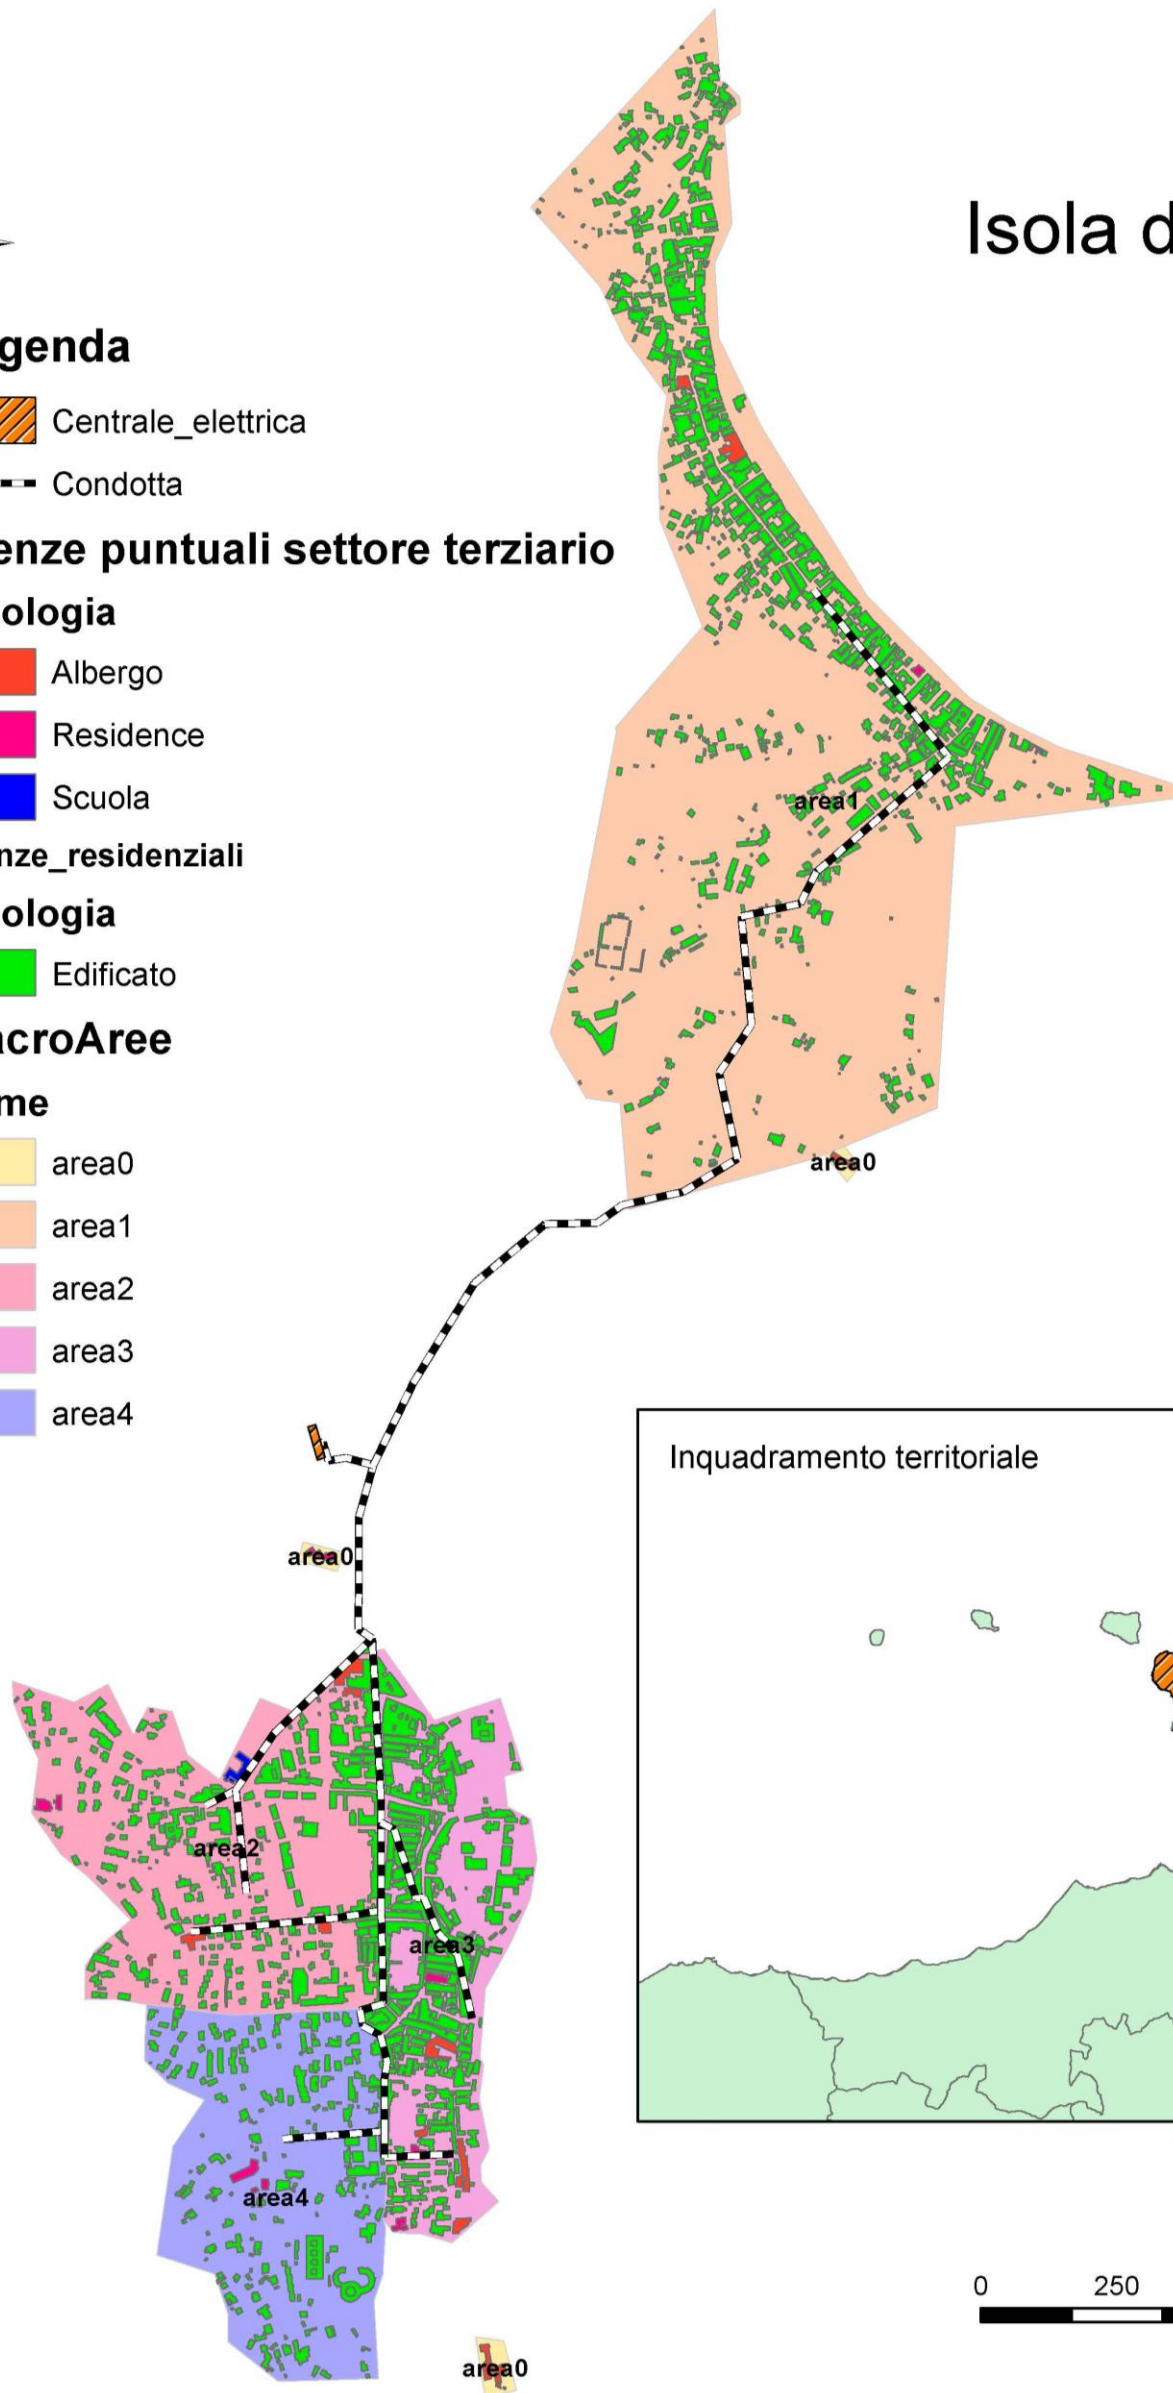 Isola d
genda
Centrale_elettrica
Condotta
enze puntuali settore terziario
ologia
Albergo
Residence
Scuola
nze_residenziali
ologia
Edificato
acroAree
me
area0
area1
area2
area3
area4
area1
area0
area0
area2
area3
area4
area0
Inquadramento territoriale
0 250